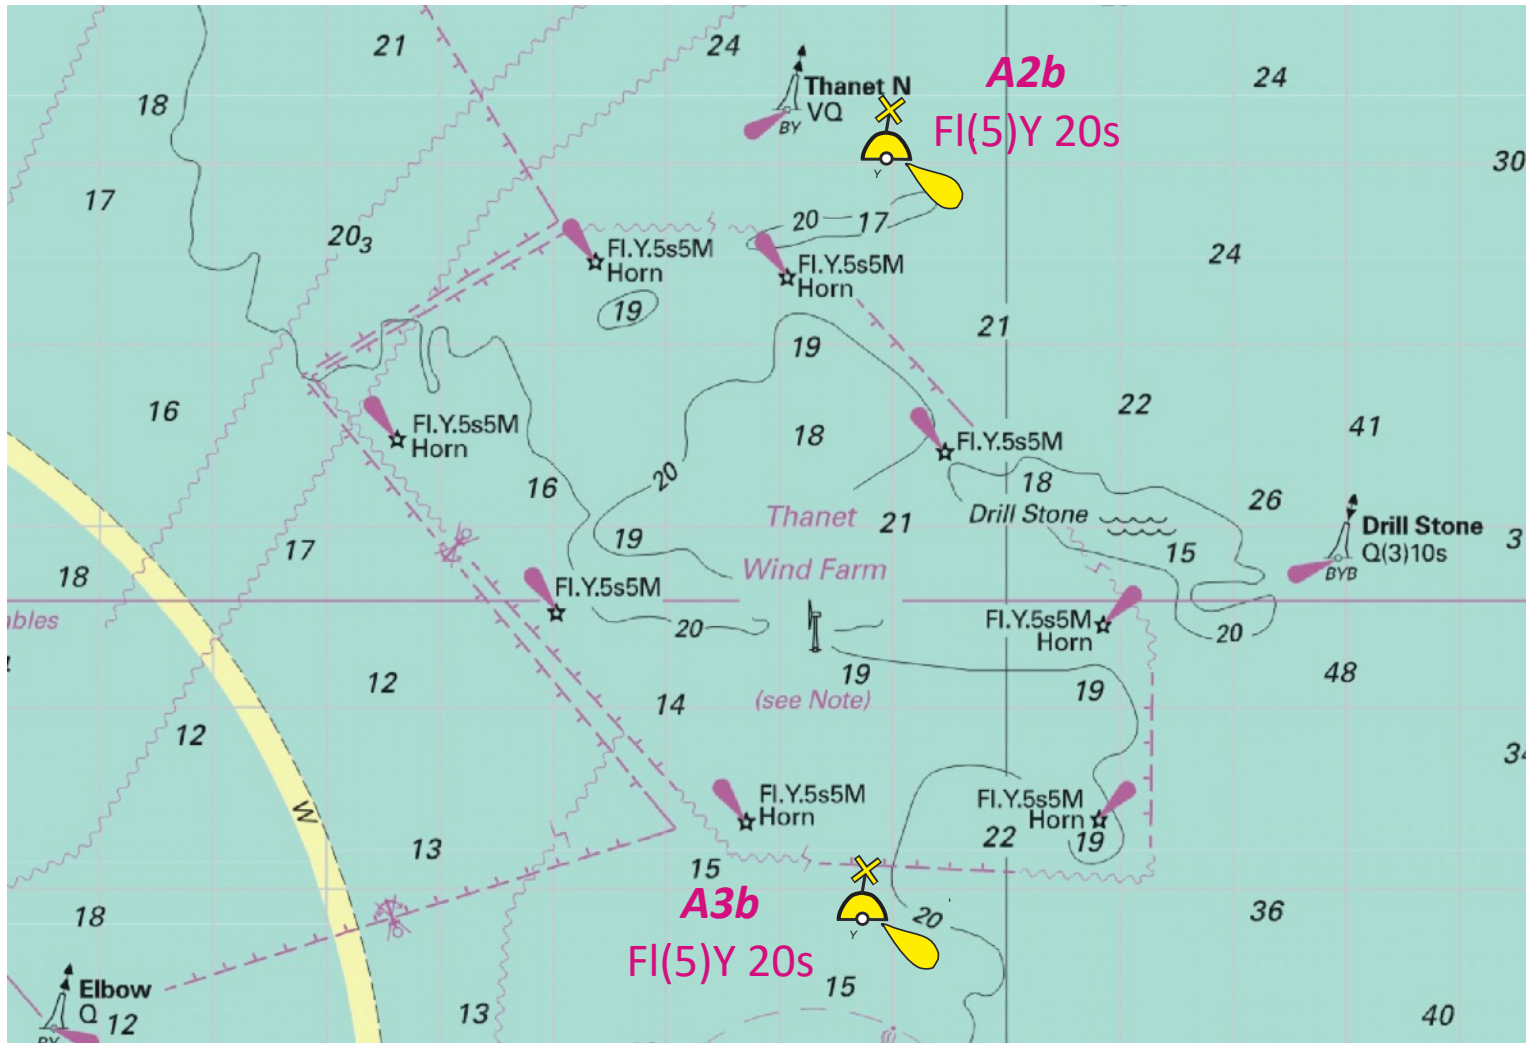 21
24
A2b
24
18
Thanet N
VQ
BY
Fl(5)Y 20s
30
Y
17
20₃
20
17
Fl.Y.5s5M
Horn
Fl.Y.5s5M
Horn
24
19
21
19
16
Fl.Y.5s5M
Horn
18
22
41
Fl.Y.5s5M
20
16
18
26
Thanet
21
Drill Stone
Drill Stone
Q(3)10s
BYB
3
17
19
15
18
Wind Farm
Fl.Y.5s5M
ables
20
Fl.Y.5s5M
Horn
20
12
19
19
48
14
(see Note)
12
34
W
Fl.Y.5s5M
Horn
Fl.Y.5s5M
Horn
13
22
19
15
A3b
Fl(5)Y 20s
Y
18
20
36
Elbow
Q
12
BY
13
15
40